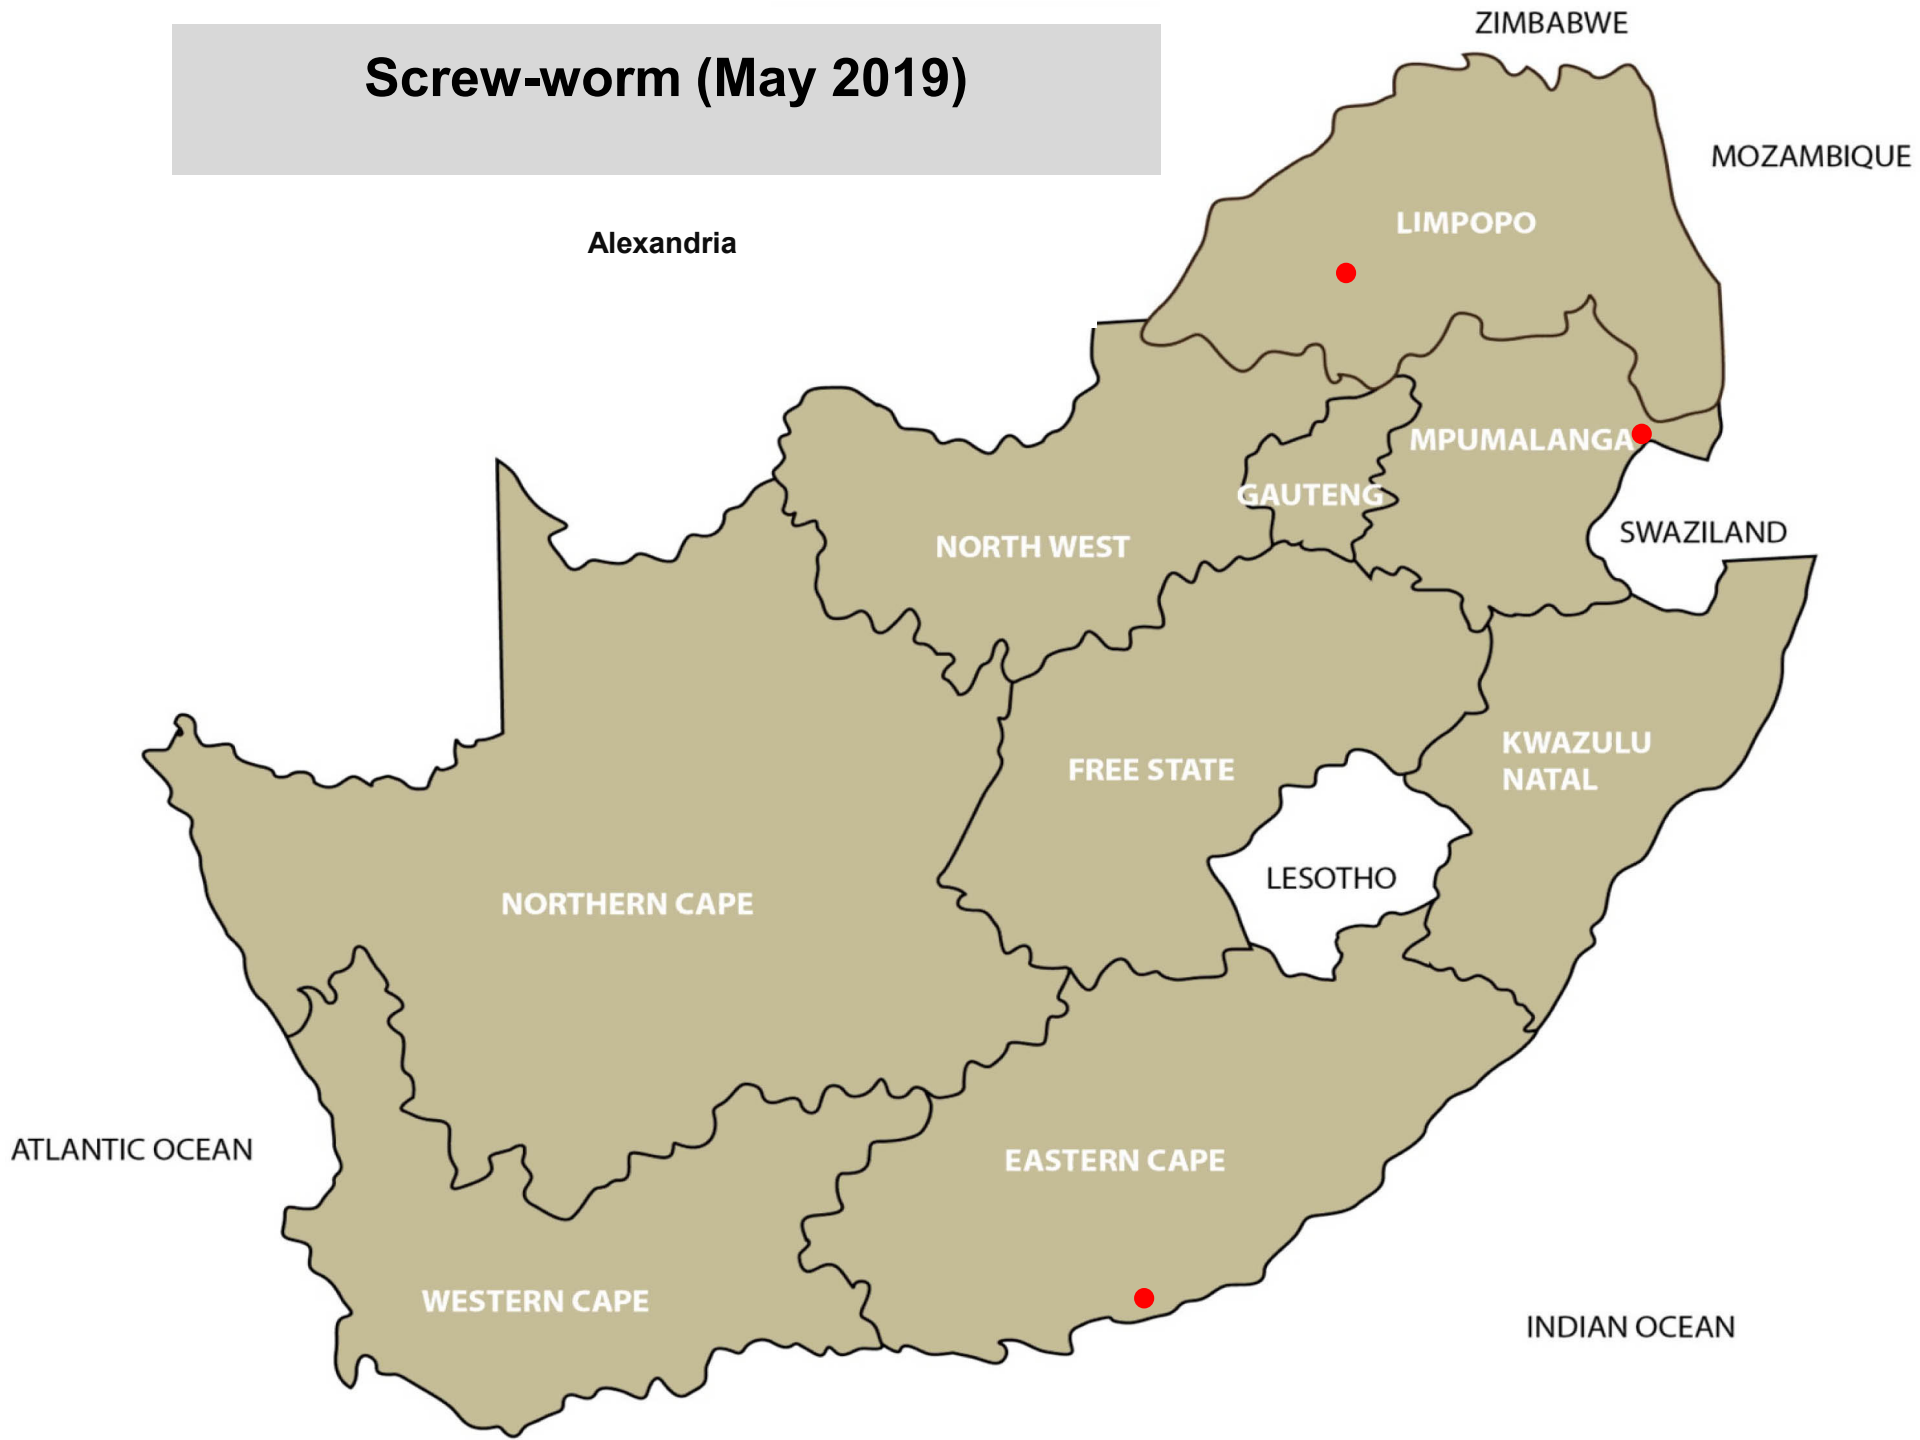 ZIMBABWE
Screw-worm (May 2019)
MOZAMBIQUE
LIMPOPO
Alexandria
MPUMALANGA
GAUTENG
SWAZILAND
NORTH WEST
KWAZULU
NATAL
FREE STATE
LESOTHO
NORTHERN CAPE
ATLANTIC OCEAN
EASTERN CAPE
WESTERN CAPE
INDIAN OCEAN